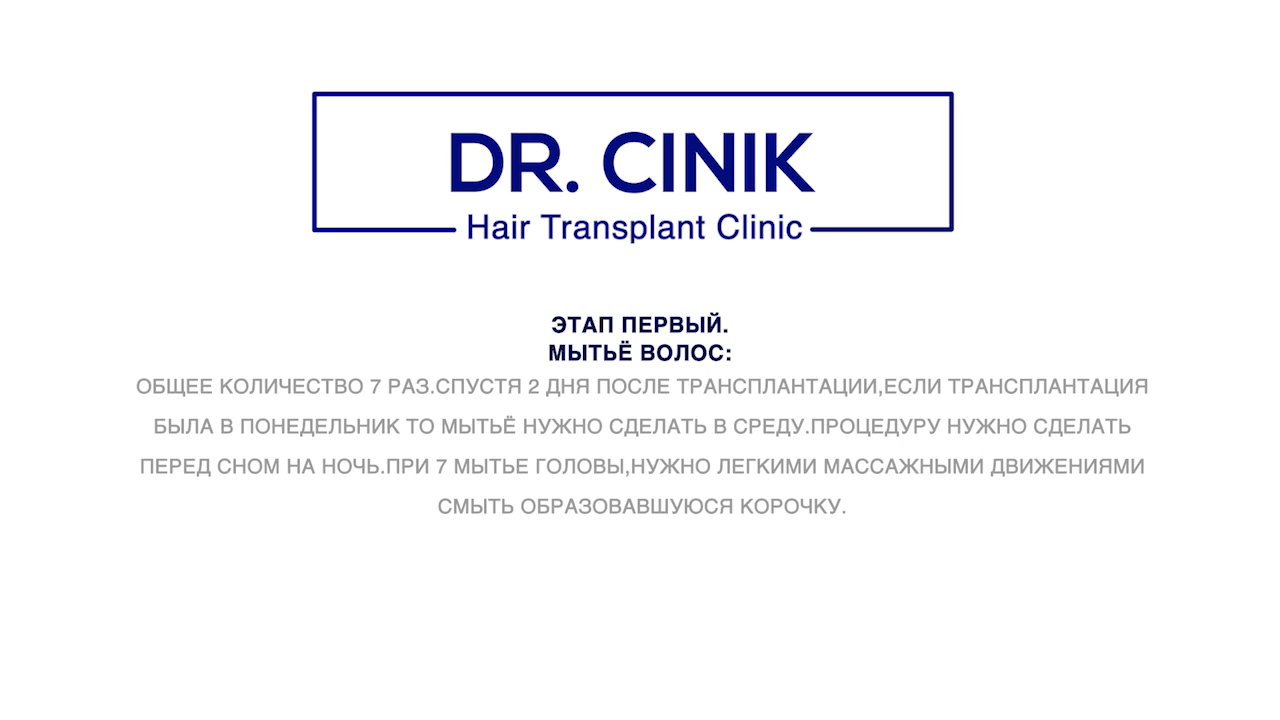 DR. CINIK
Hair Transplant Clinic
ЭТАП ПЕРВЫЙ.
МЫТЬЁ ВОЛОС:
ОБЩЕЕ КОЛИЧЕСТВО 7 РАЗ.СПУСТЯ 2 ДНЯ ПОСЛЕ ТРАНСПЛАНТАЦИИ,ЕСЛИ ТРАНСПЛАНТАЦИЯ
БЫЛА В ПОНЕДЕЛЬНИК ТО МЫТЬЁ НУЖНО СДЕЛАТЬ В СРЕДУ.ПРОЦЕДУРУ НУЖНО СДЕЛАТЬ
ПЕРЕД СНОМ НА НОЧЬ.ПРИ 7 МЫТЬЕ ГОЛОВЫ,НУЖНО ЛЕГКИМИ МАССАЖНЫМИ ДВИЖЕНИЯМИ
СМЫТЬ ОБРАЗОВАВШУЮСЯ КОРОЧКУ.